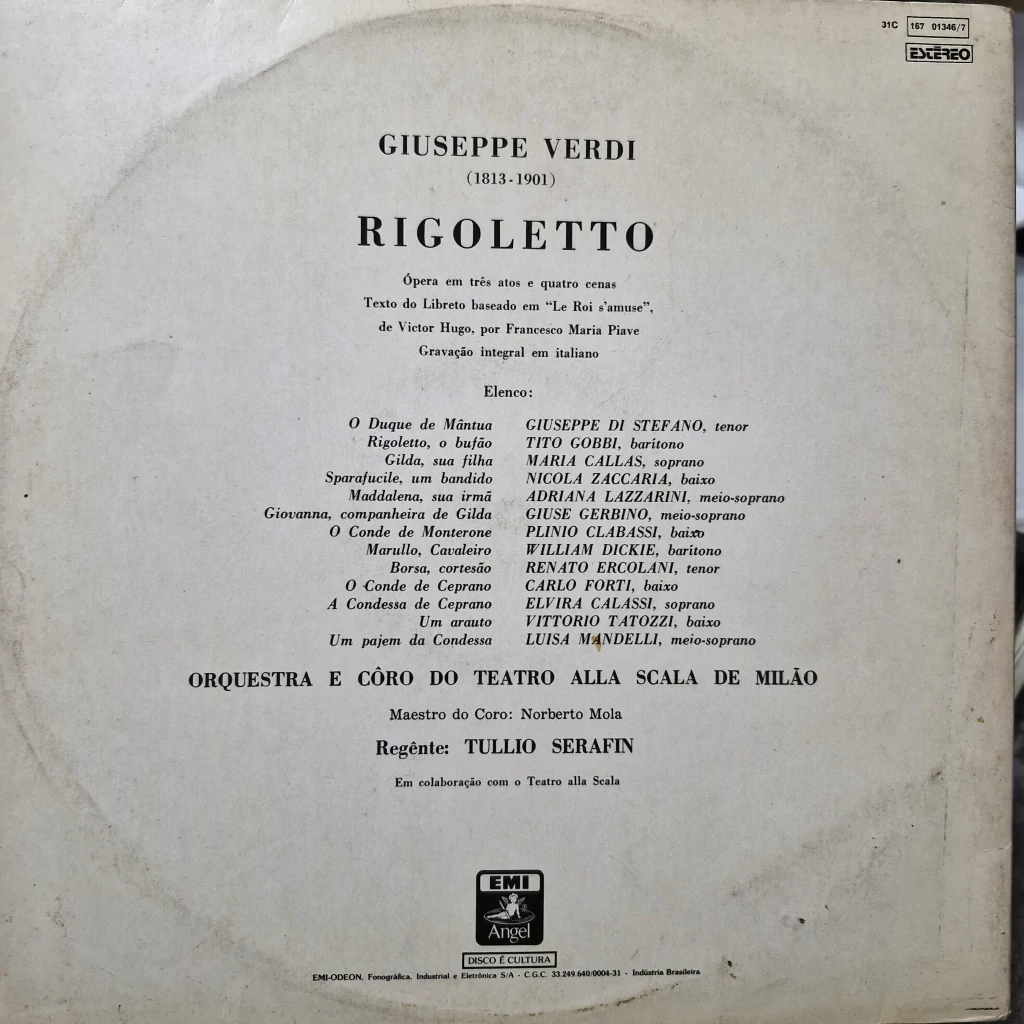 31C 167 01346/7
ESTÉREO
GIUSEPPE VERDI
(1813-1901)
RIGOLETTO
Ópera em três atos e quatro cenas
Texto do Libreto baseado em “Le Roi s’amuse”,
de Victor Hugo, por Francesco Maria Piave
Gravação integral em italiano
Elenco:
O Duque de Mântua GIUSEPPE DI STEFANO, tenor
Rigoletto, o bufão TITO GOBBI, barítono
Gilda, sua filha MARIA CALLAS, soprano
Sparafucile, um bandido NICOLA ZACCARIA, baixo
Maddalena, sua irmã ADRIANA LAZZARINI, meio-soprano
Giovanna, companheira de Gilda GIUSE GERBINO, meio-soprano
O Conde de Monterone PLINIO CLABASSI, baixo
Marullo, Cavaleiro WILLIAM DICKIE, barítono
Borsa, cortesão RENATO ERCOLANI, tenor
O Conde de Ceprano CARLO FORTI, baixo
A Condessa de Ceprano ELVIRA CALASSI, soprano
Um arauto VITTORIO TATOZZI, baixo
Um pajem da Condessa LUISA MANDELLI, meio-soprano
ORQUESTRA E CÔRO DO TEATRO ALLA SCALA DE MILÃO
Maestro do Coro: Norberto Mola
Regênte: TULLIO SERAFIN
Em colaboração com o Teatro alla Scala
EMI
Angel
DISCO É CULTURA
EMI-ODEON, Fonográfica, Industrial e Eletrônica S/A - C.G.C. 33.249.640/0004-31 - Indústria Brasileira